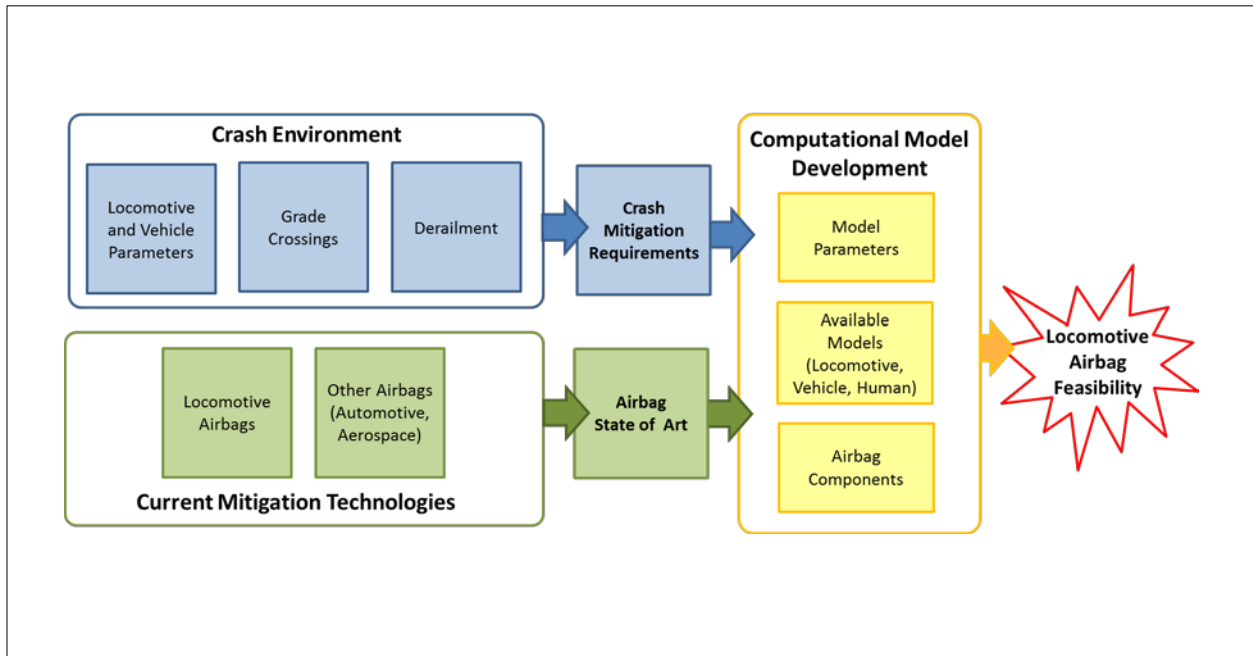 Crash Environment
Locomotive
and Vehicle
Parameters
Grade
Crossings
Derailment
Crash
Mitigation
Requirements
Locomotive
Airbags
Other Airbags
(Automotive,
Aerospace)
Current Mitigation Technologies
Airbag
State of Art
Computational Model
Development
Model
Parameters
Available
Models
(Locomotive,
Vehicle, Human)
Airbag
Components
Locomotive
Airbag
Feasibility